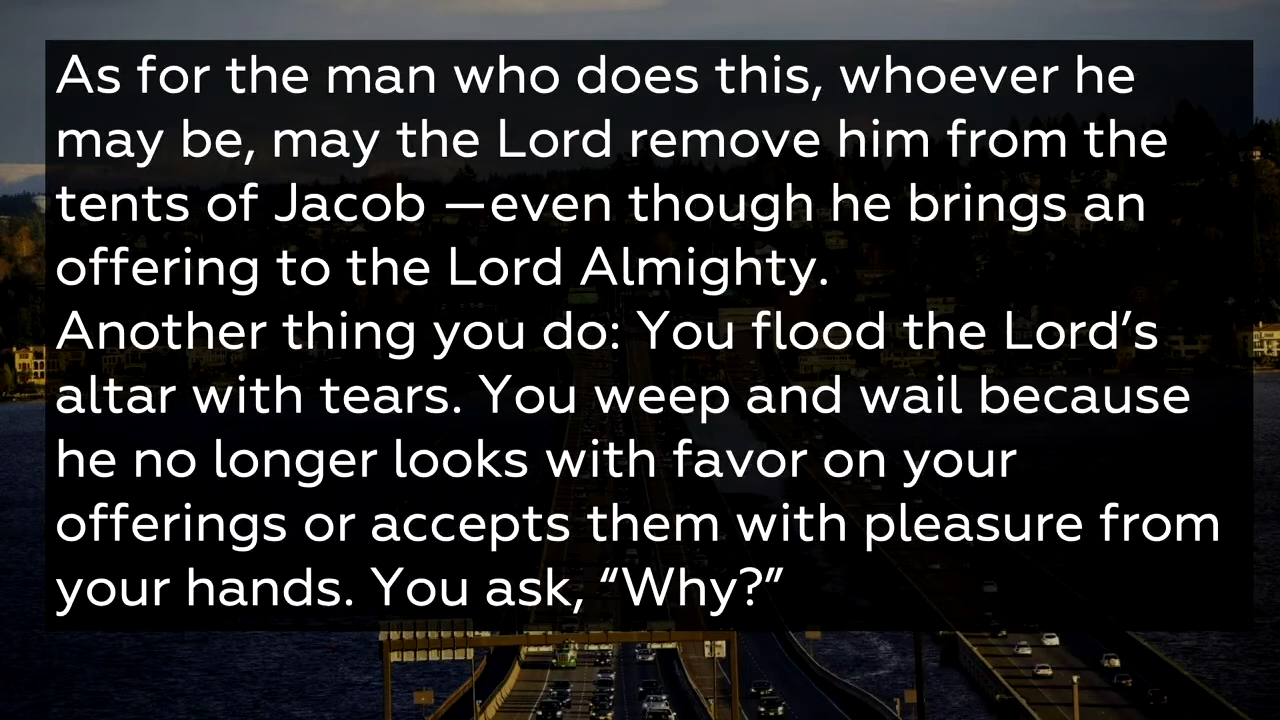 As for the man who does this, whoever he
may be, may the Lord remove him from the
tents of Jacob —even though he brings an
offering to the Lord Almighty.
Another thing you do: You flood the Lord’s
altar with tears. You weep and wail because
he no longer looks with favor on your
offerings or accepts them with pleasure from
your hands. You ask, “Why?”